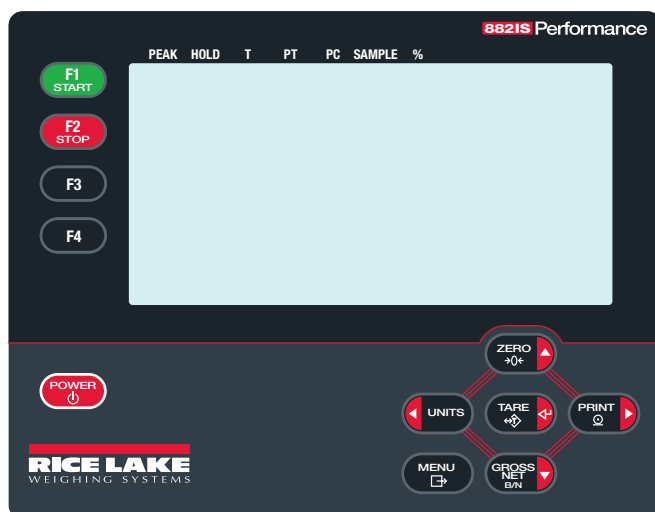 882IS Performance
PEAK HOLD T PT PC SAMPLE %
F1
START
F2
STOP
F3
F4
POWER
ZERO
→0←
UNITS
TARE
T
PRINT
MENU
GROSS
NET
B/N
RICE LAKE
WEIGHING SYSTEMS